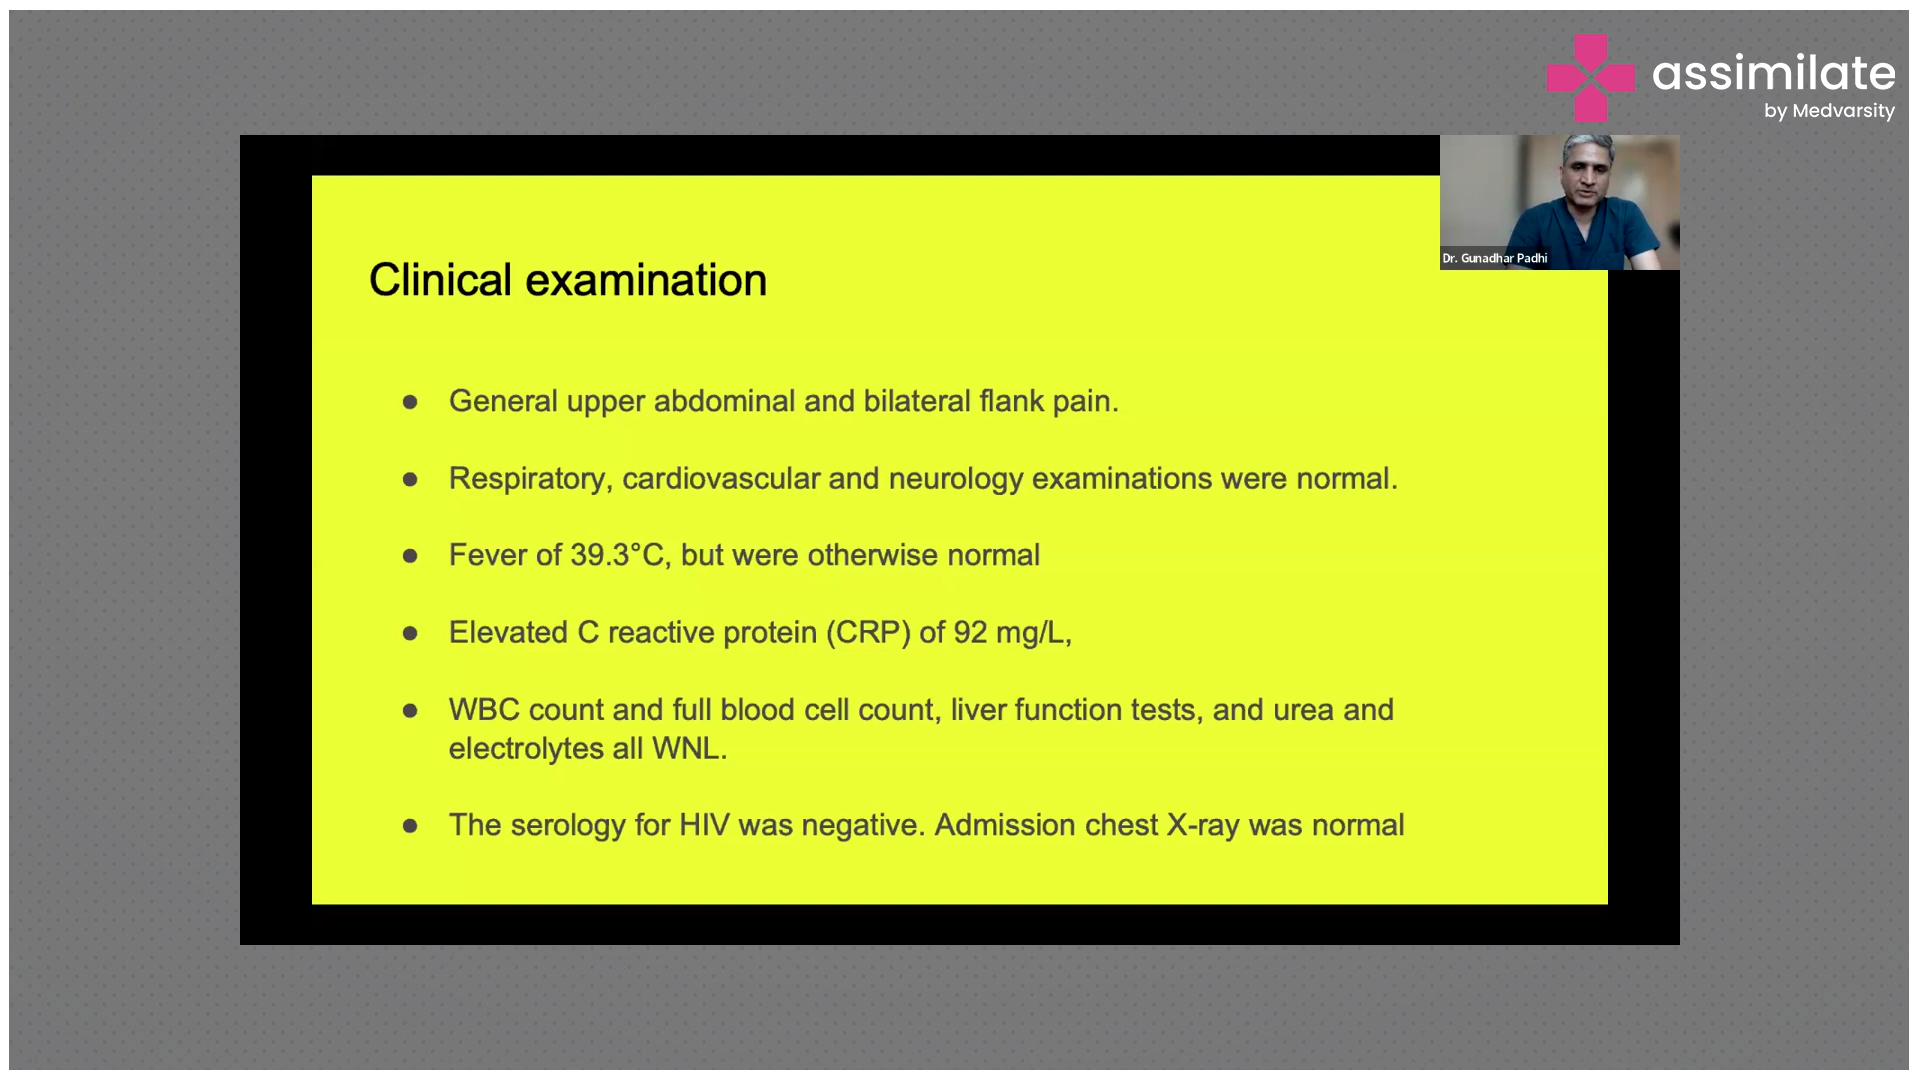 assimilate
by Medvarsity
Dr. Gunadhar Padhi
Clinical examination
● General upper abdominal and bilateral flank pain.
● Respiratory, cardiovascular and neurology examinations were normal.
● Fever of 39.3°C, but were otherwise normal
● Elevated C reactive protein (CRP) of 92 mg/L,
● WBC count and full blood cell count, liver function tests, and urea and
electrolytes all WNL.
● The serology for HIV was negative. Admission chest X-ray was normal